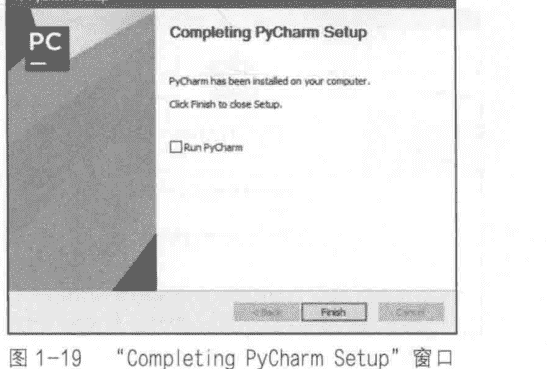 PC
Completing PyCharm Setup
PyCharm has been installed on your computer.
Click Finish to close Setup.
Run PyCharm
< Back
Finish
Cancel
图 1-19 “Completing PyCharm Setup” 窗口